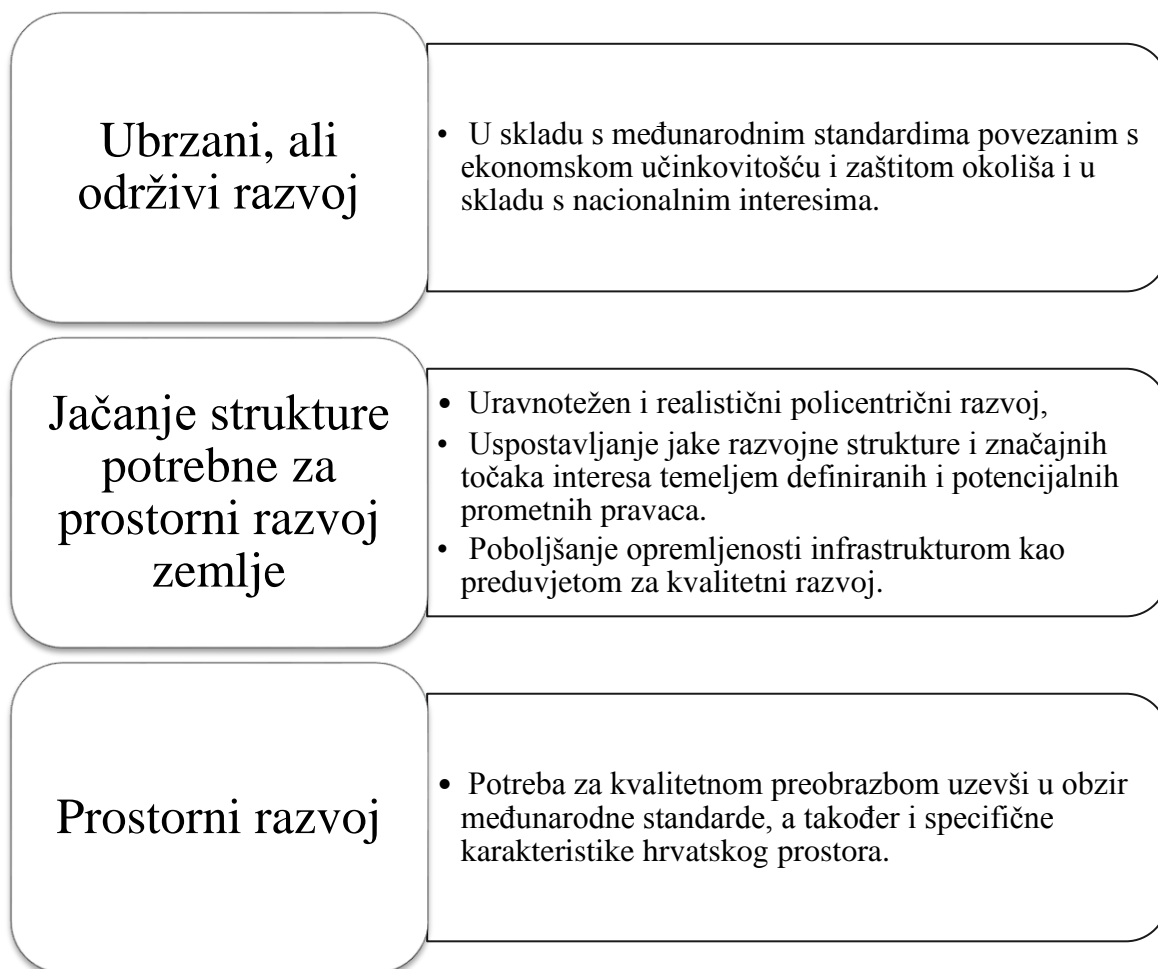 Ubrzani, ali
održivi razvoj
• U skladu s međunarodnim standardima povezanim s
ekonomskom učinkovitošću i zaštitom okoliša i u
skladu s nacionalnim interesima.
Jačanje strukture
potrebne za
prostorni razvoj
zemlje
• Uravnotežen i realistični policentrični razvoj,
• Uspostavljanje jake razvojne strukture i značajnih
točaka interesa temeljem definiranih i potencijalnih
prometnih pravaca.
• Poboljšanje opremljenosti infrastrukturom kao
preduvjetom za kvalitetni razvoj.
Prostorni razvoj
• Potreba za kvalitetnom preobrazbom uzevši u obzir
međunarodne standarde, a također i specifične
karakteristike hrvatskog prostora.